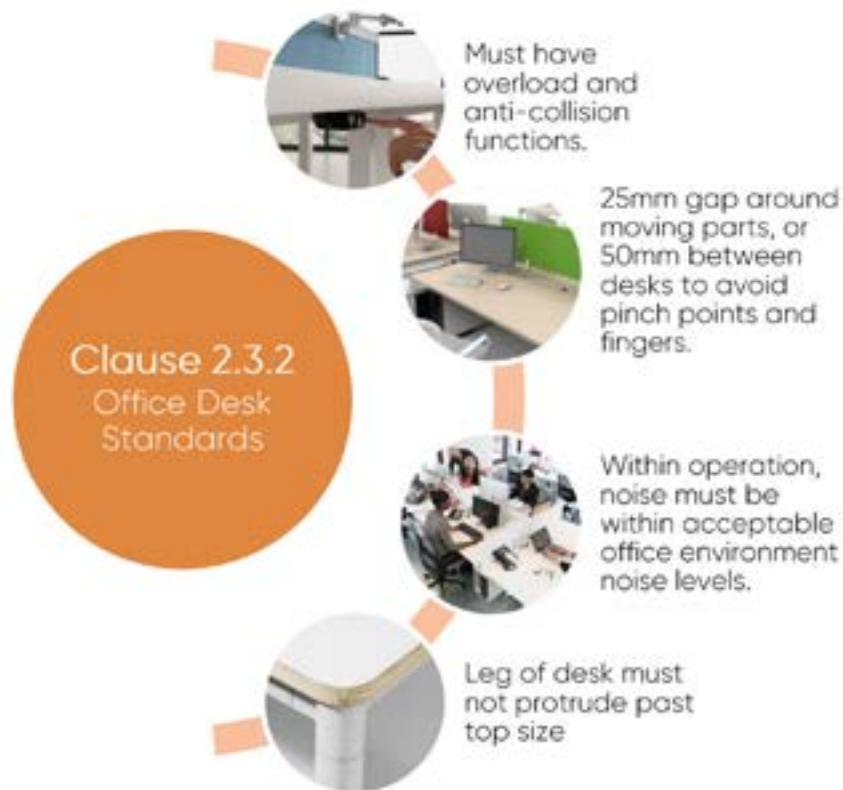 Must have
overload and
anti-collision
functions.
25mm gap around
moving parts, or
50mm between
desks to avoid
pinch points and
fingers.
Clause 2.3.2
Office Desk
Standards
Within operation,
noise must be
within acceptable
office environment
noise levels.
Leg of desk must
not protrude past
top size